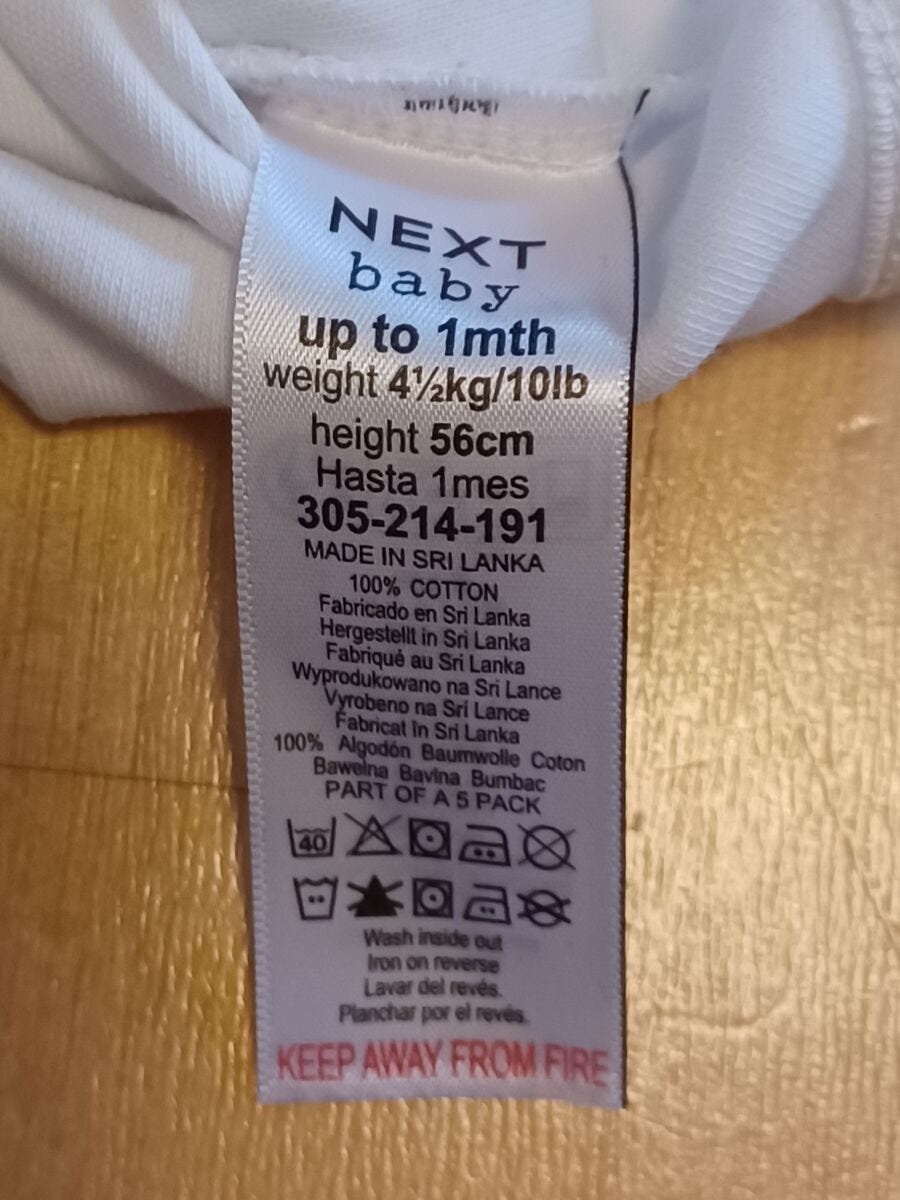 NEXT
baby
up to 1mth
weight 4½kg/10lb
height 56cm
Hasta 1mes
305-214-191
MADE IN SRI LANKA
100% COTTON
Fabricado en Sri Lanka
Hergestellt in Sri Lanka
Fabriqué au Sri Lanka
Wyprodukowano na Sri Lance
Vyrobeno na Srí Lance
Fabricat în Sri Lanka
100% Algodón Baumwolle Coton
Bawełna Bavlna Bumbac
PART OF A 5 PACK
40
Wash inside out
Iron on reverse
Lavar del revés.
Planchar por el revés.
KEEP AWAY FROM FIRE